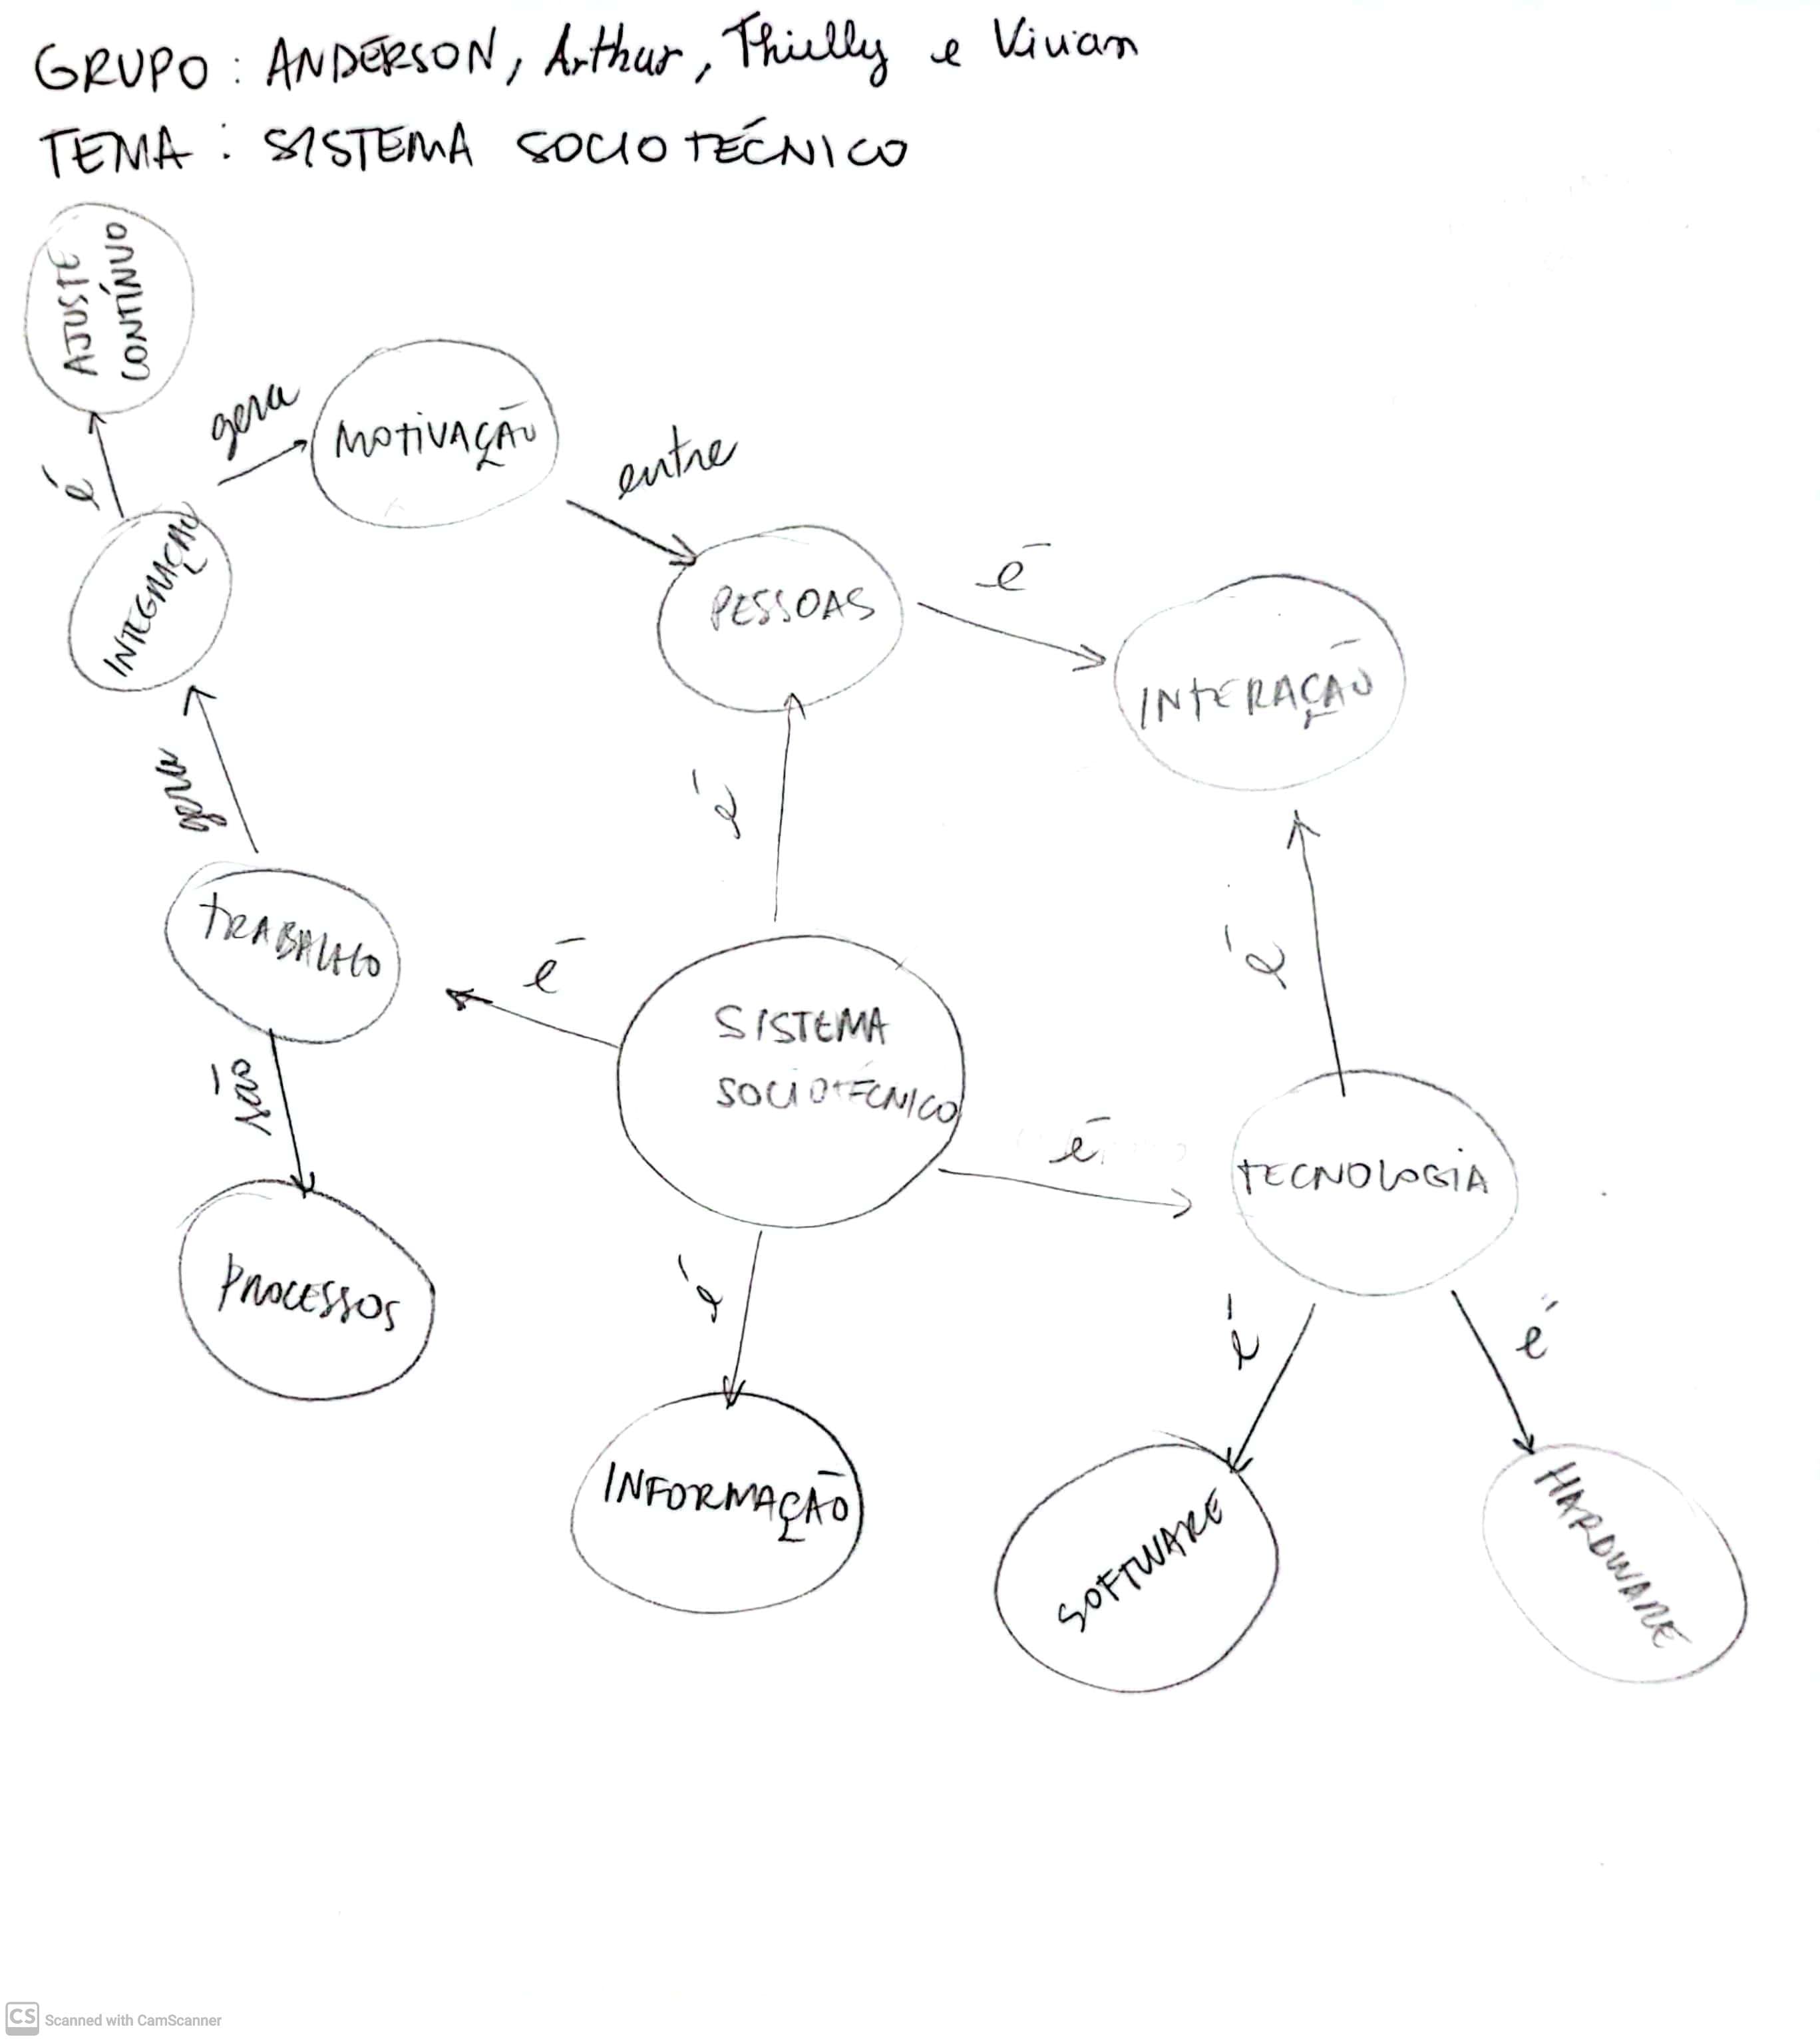 GRUPO: ANDERSON, Arthur, Thielly e Vivian
TEMA: SISTEMA SOCIOTÉCNICO
AJUSTE
CONTÍNUO
é
gera
MOTIVAÇÃO
entre
INTEGRAÇÃO
PESSOAS
é
INTERAÇÃO
gera
é
TRABALHO
é
é
SISTEMA
SOCIOTÉCNICO
é
TECNOLOGIA
PROCESSOS
é
é
é
INFORMAÇÃO
SOFTWARE
HARDWARE
CS Scanned with CamScanner